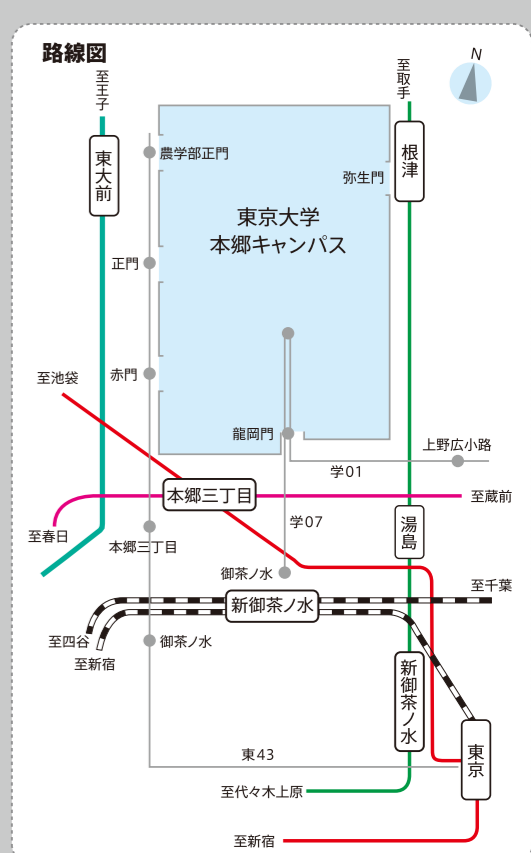 路線図
N
至王子
至取手
東大前
農学部正門
根津
弥生門
東京大学
本郷キャンパス
正門
至池袋
赤門
龍岡門
上野広小路
学01
本郷三丁目
至蔵前
学07
湯島
至春日
本郷三丁目
御茶ノ水
至千葉
新御茶ノ水
至四谷
御茶ノ水
至新宿
新御茶ノ水
東43
東京
至代々木上原
至新宿